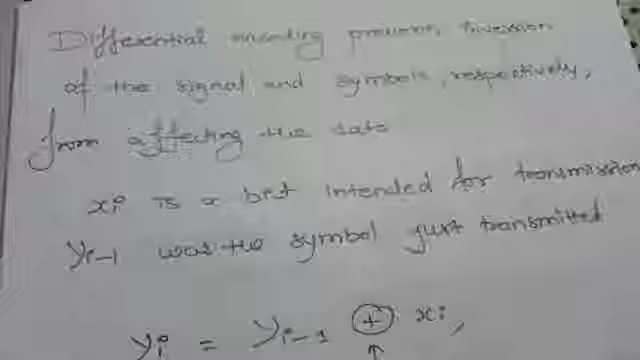 Differential encoding prevents inversion
of the signal and symbols, respectively,
from affecting the data
xi is a bit intended for transmission
yi-1 was the symbol just transmitted
yi = yi-1 ⊕ xi,
↑